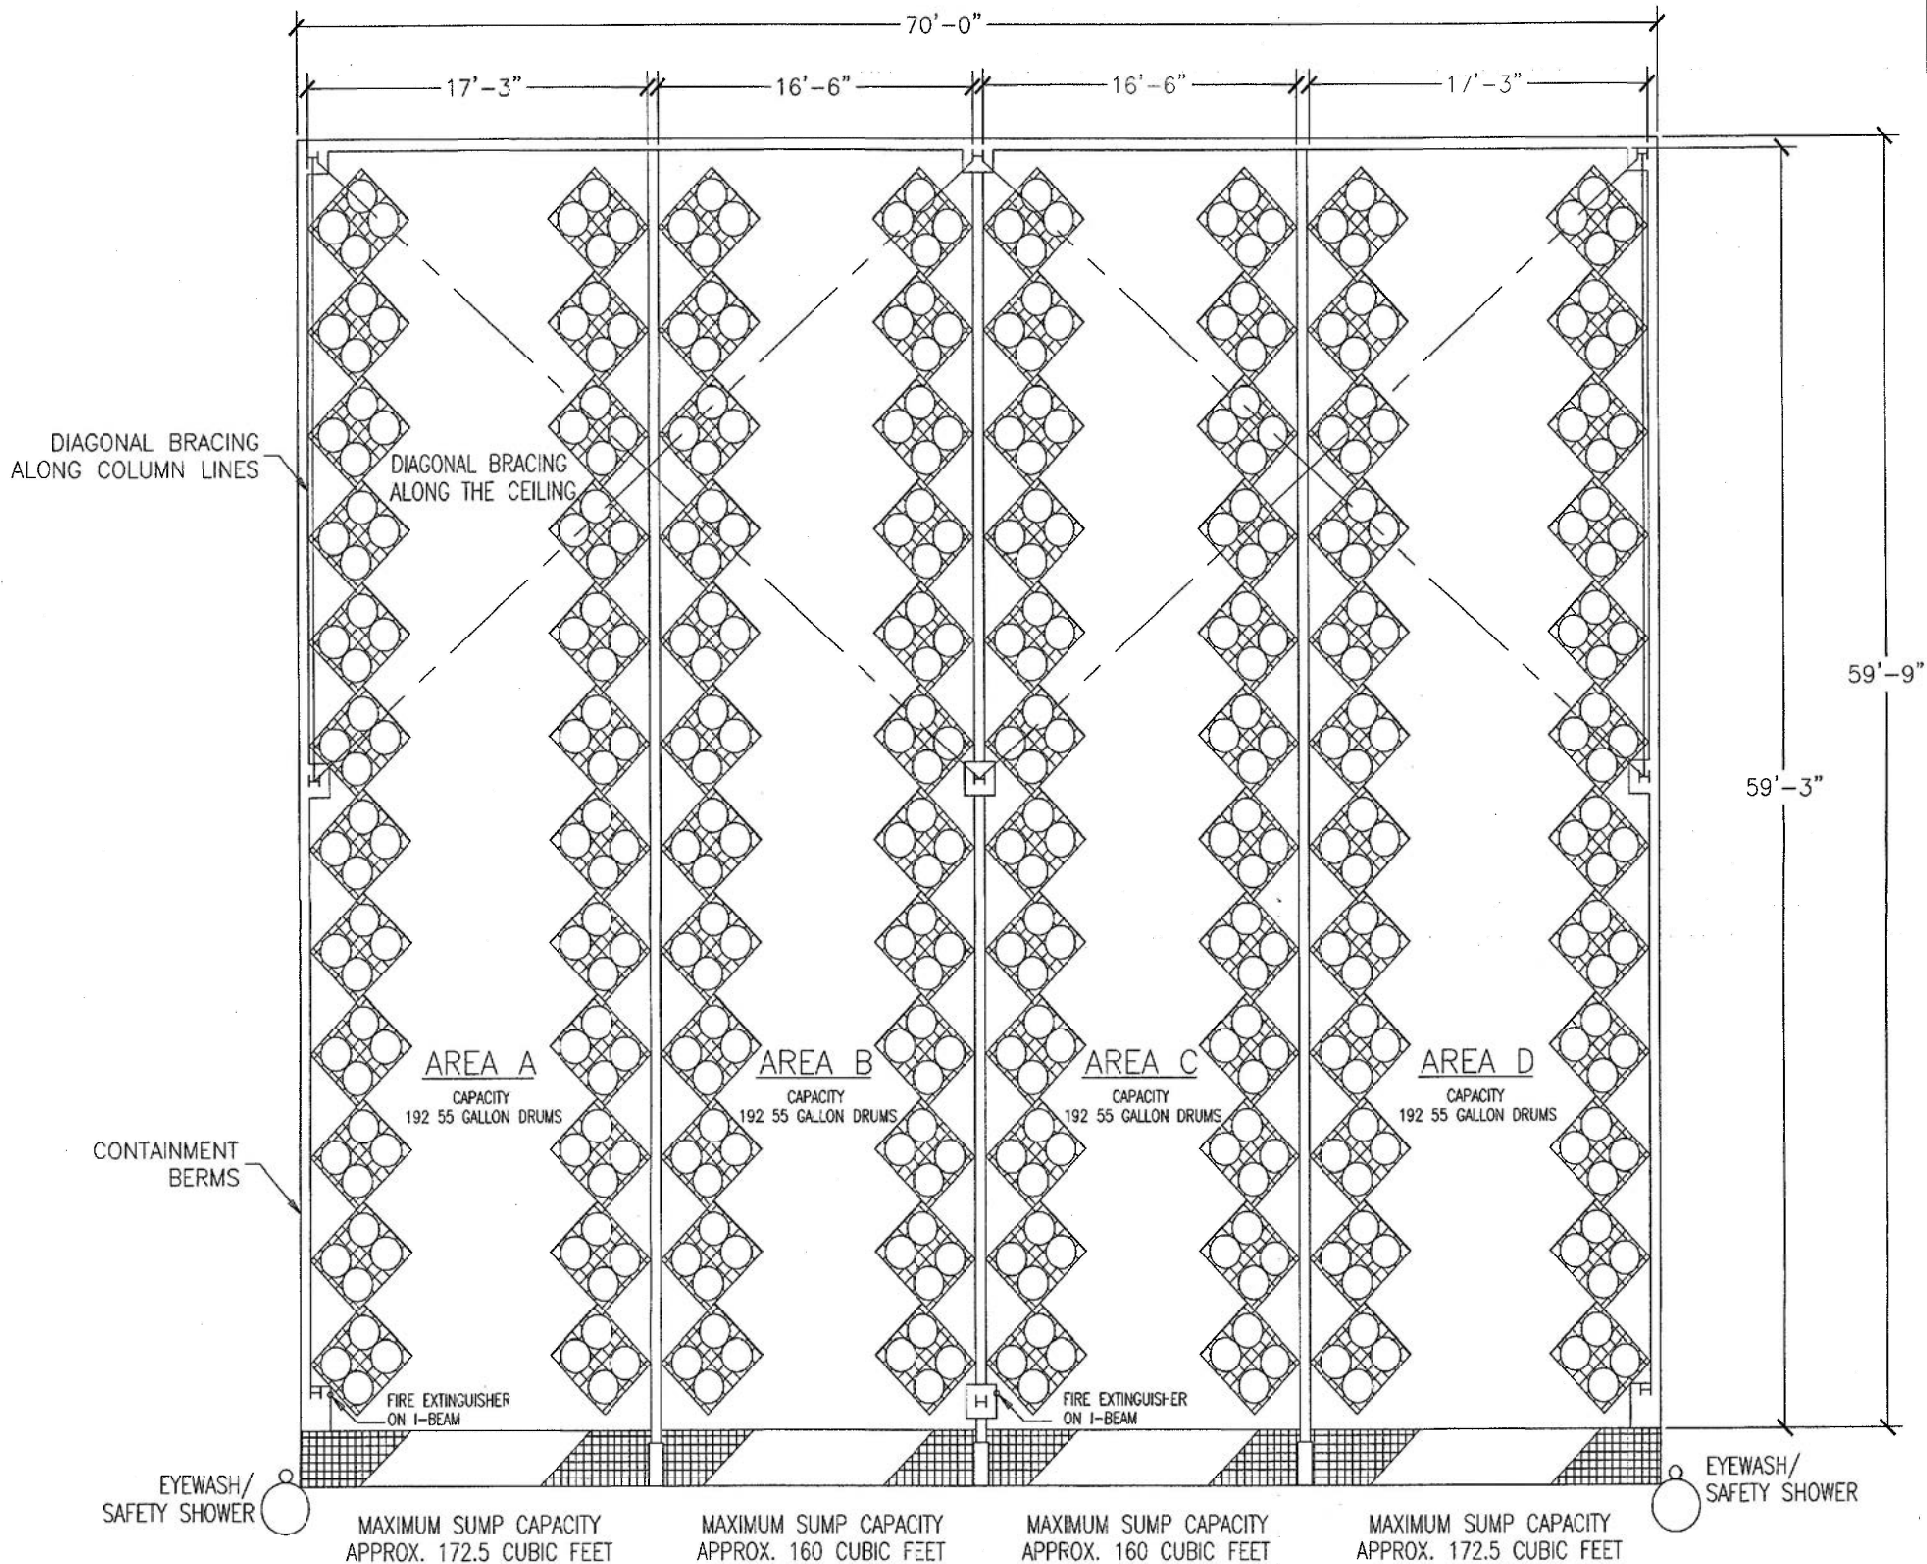 70'-0"
17'-3"
16'-6"
16'-6"
17'-3"
DIAGONAL BRACING
ALONG COLUMN LINES
DIAGONAL BRACING
ALONG THE CEILING
59'-9"
59'-3"
AREA A
CAPACITY
192 55 GALLON DRUMS
AREA B
CAPACITY
192 55 GALLON DRUMS
AREA C
CAPACITY
192 55 GALLON DRUMS
AREA D
CAPACITY
192 55 GALLON DRUMS
CONTAINMENT
BERMS
FIRE EXTINGUISHER
ON I-BEAM
FIRE EXTINGUISHER
ON I-BEAM
EYEWASH/
SAFETY SHOWER
EYEWASH/
SAFETY SHOWER
MAXIMUM SUMP CAPACITY
APPROX. 172.5 CUBIC FEET
MAXIMUM SUMP CAPACITY
APPROX. 160 CUBIC FEET
MAXIMUM SUMP CAPACITY
APPROX. 160 CUBIC FEET
MAXIMUM SUMP CAPACITY
APPROX. 172.5 CUBIC FEET